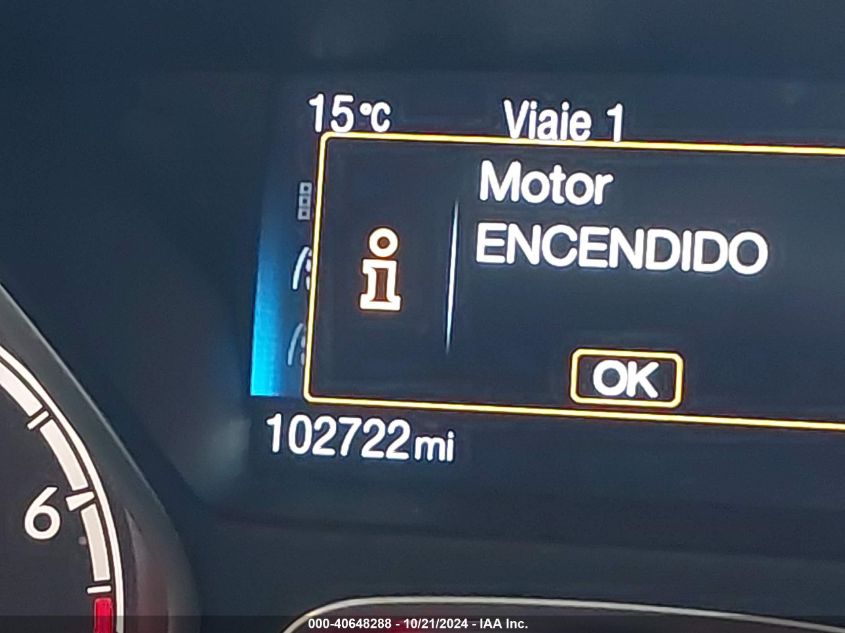 15°C Viaje 1
Motor
ENCENDIDO
i
OK
102722 mi
6
000-40648288 - 10/21/2024 - IAA Inc.